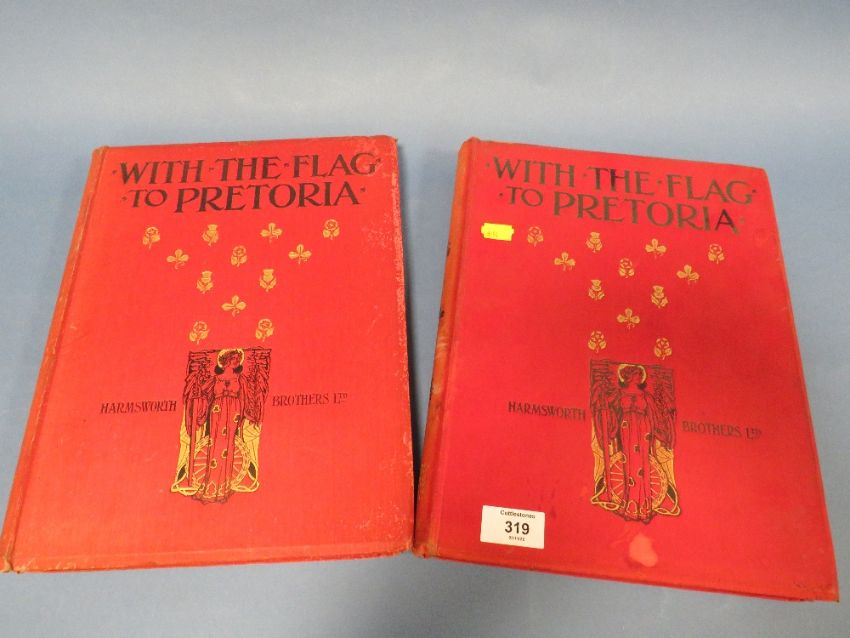 ·WITH·THE·FLAG·
·TO·PRETORIA·
HARMSWORTH BROTHERS LTD
·WITH·THE·FLAG·
·TO·PRETORIA·
HARMSWORTH BROTHERS LTD
319